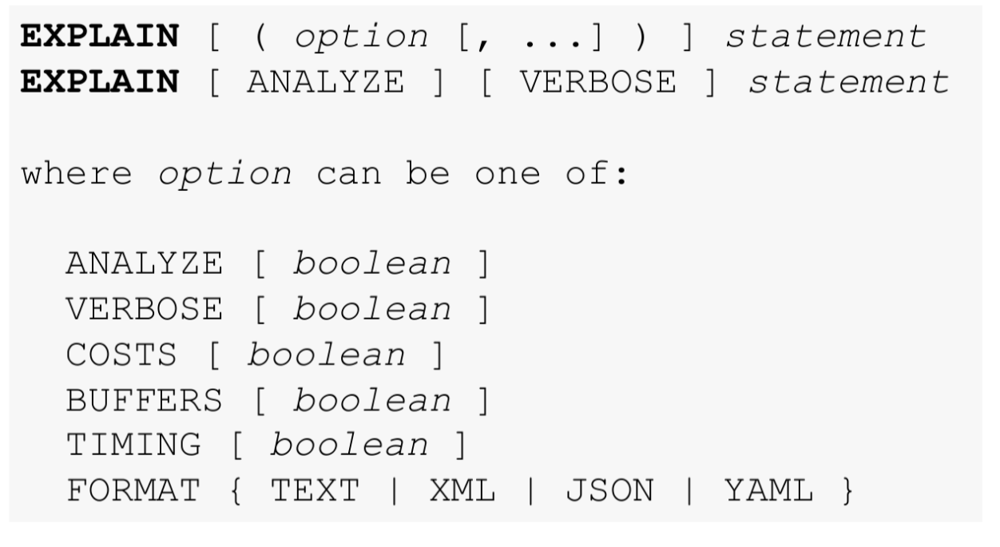 EXPLAIN [ ( option [, ...] ) ] statement
EXPLAIN [ ANALYZE ] [ VERBOSE ] statement
where option can be one of:
ANALYZE [ boolean ]
VERBOSE [ boolean ]
COSTS [ boolean ]
BUFFERS [ boolean ]
TIMING [ boolean ]
FORMAT { TEXT | XML | JSON | YAML }